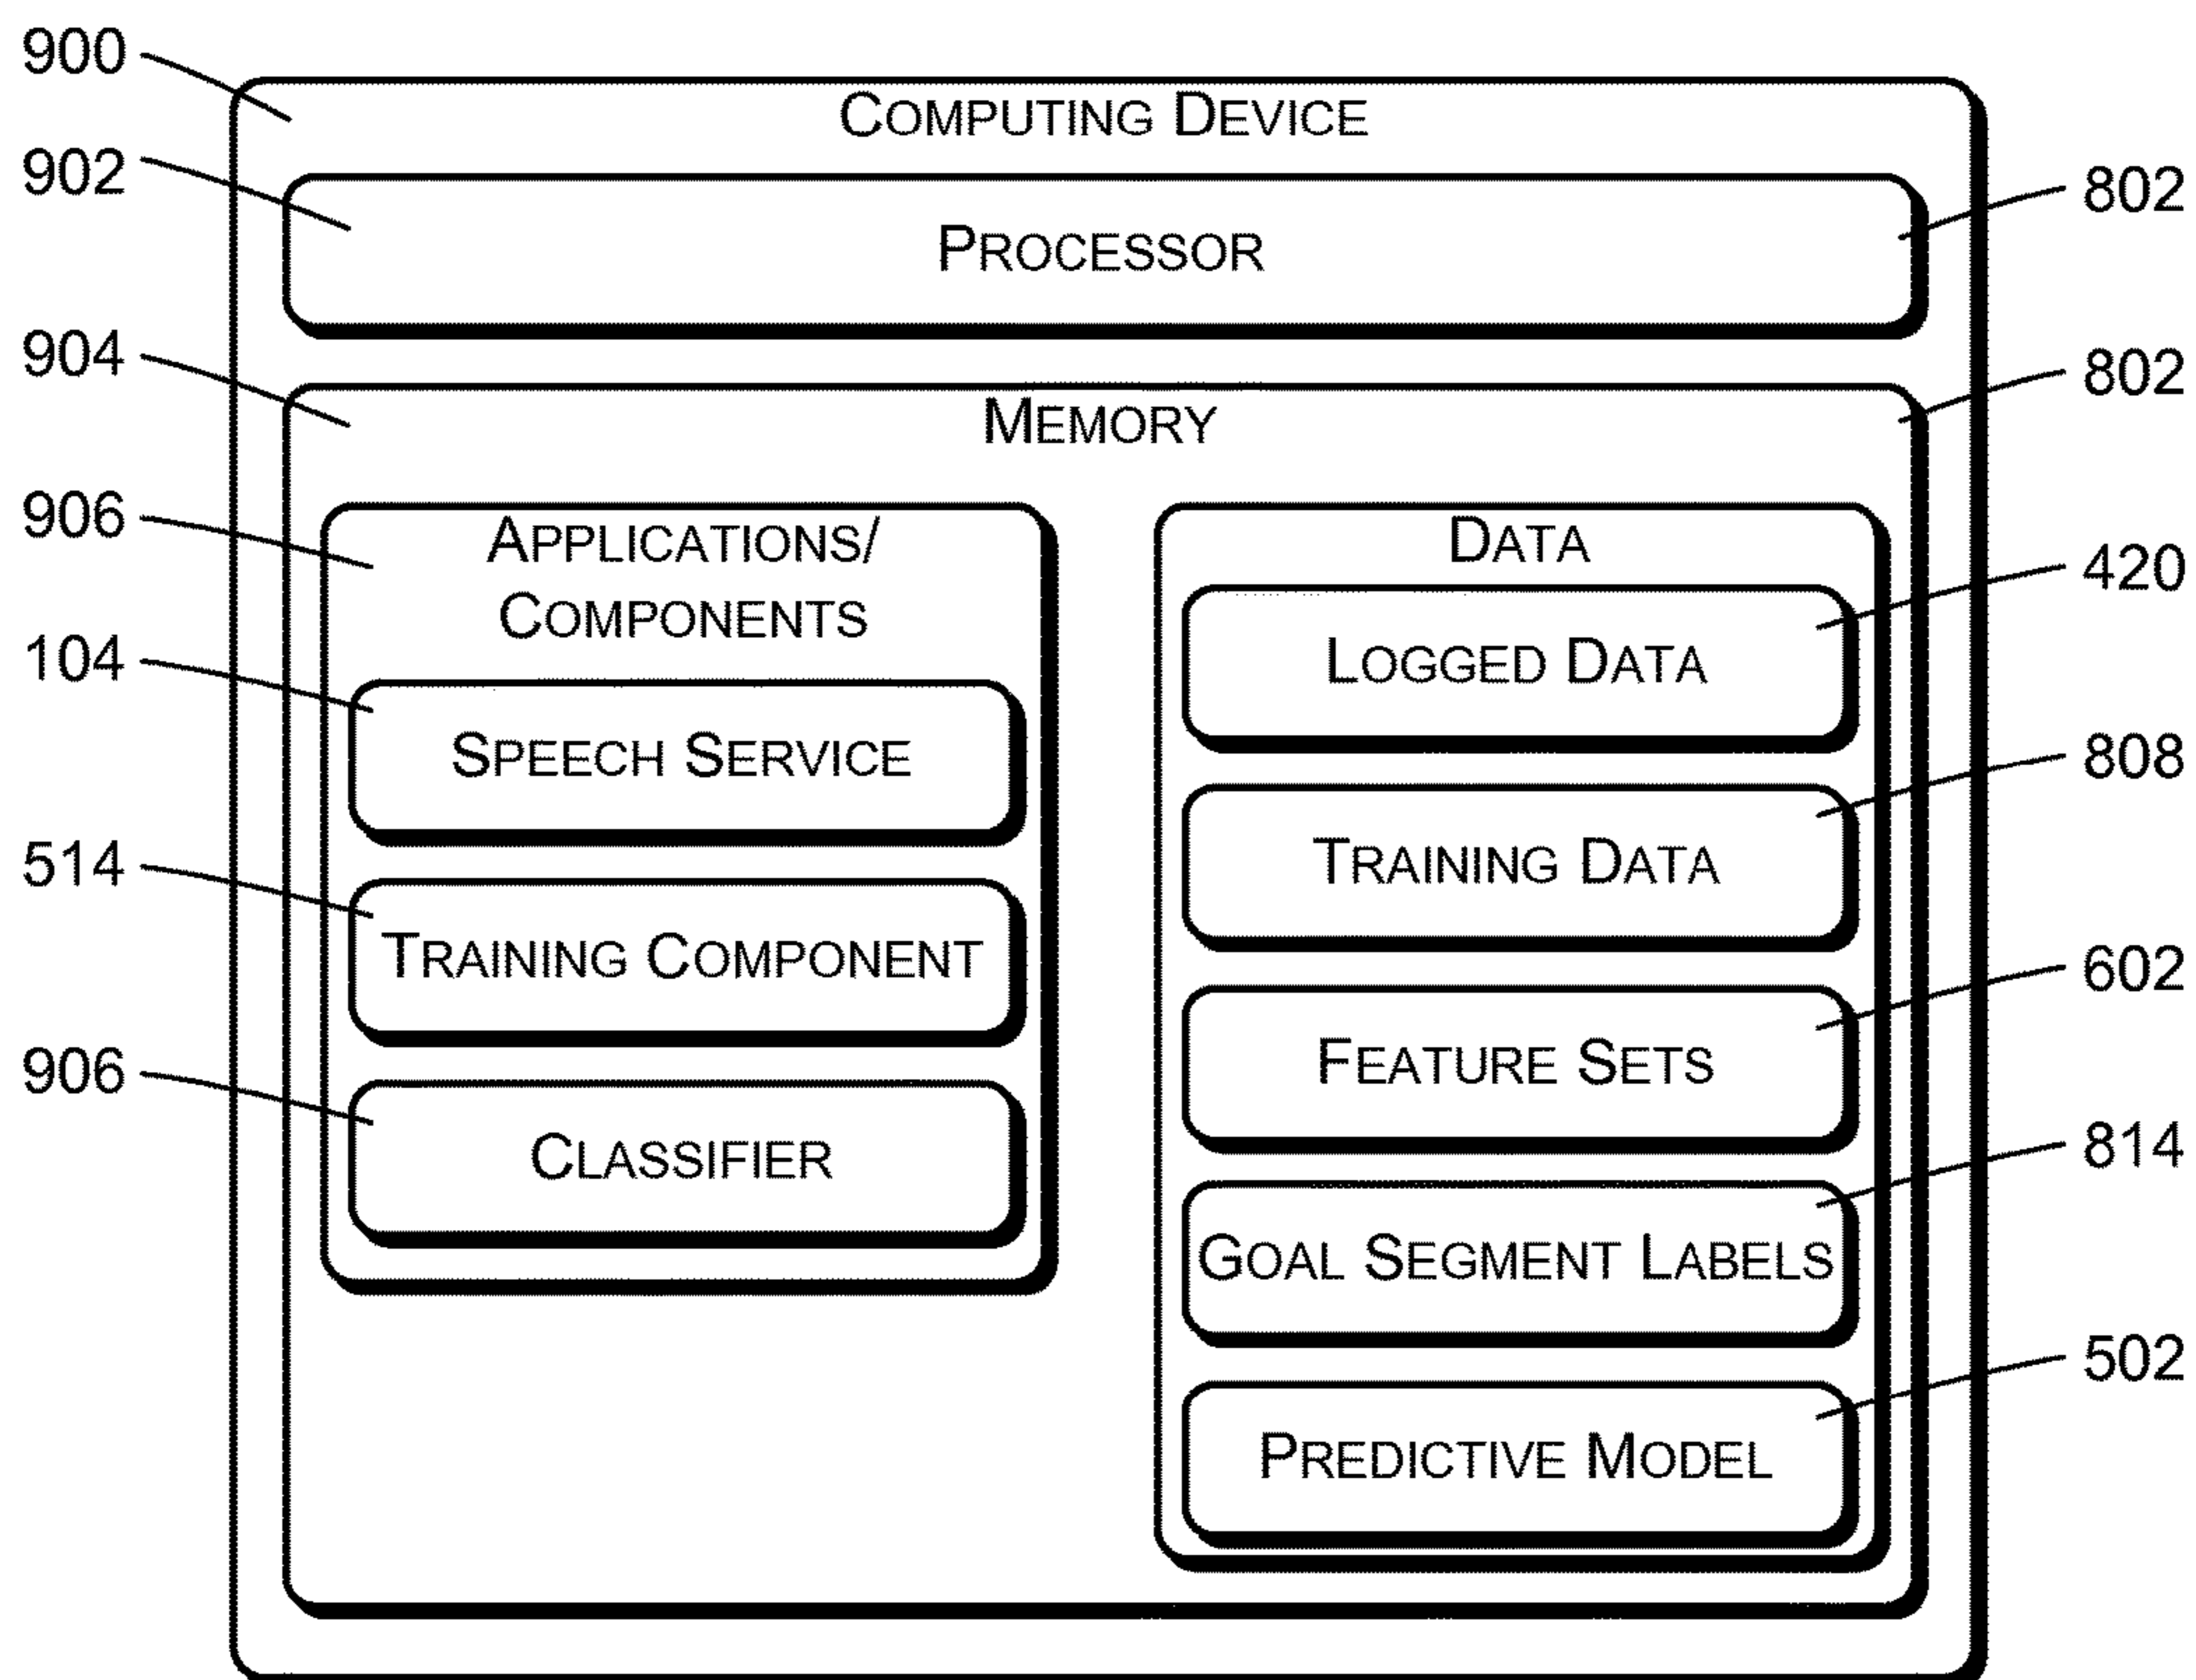 900
COMPUTING DEVICE
902
PROCESSOR
802
904
MEMORY
802
906
APPLICATIONS/
COMPONENTS
104
SPEECH SERVICE
514
TRAINING COMPONENT
906
CLASSIFIER
DATA
420
LOGGED DATA
808
TRAINING DATA
602
FEATURE SETS
814
GOAL SEGMENT LABELS
502
PREDICTIVE MODEL